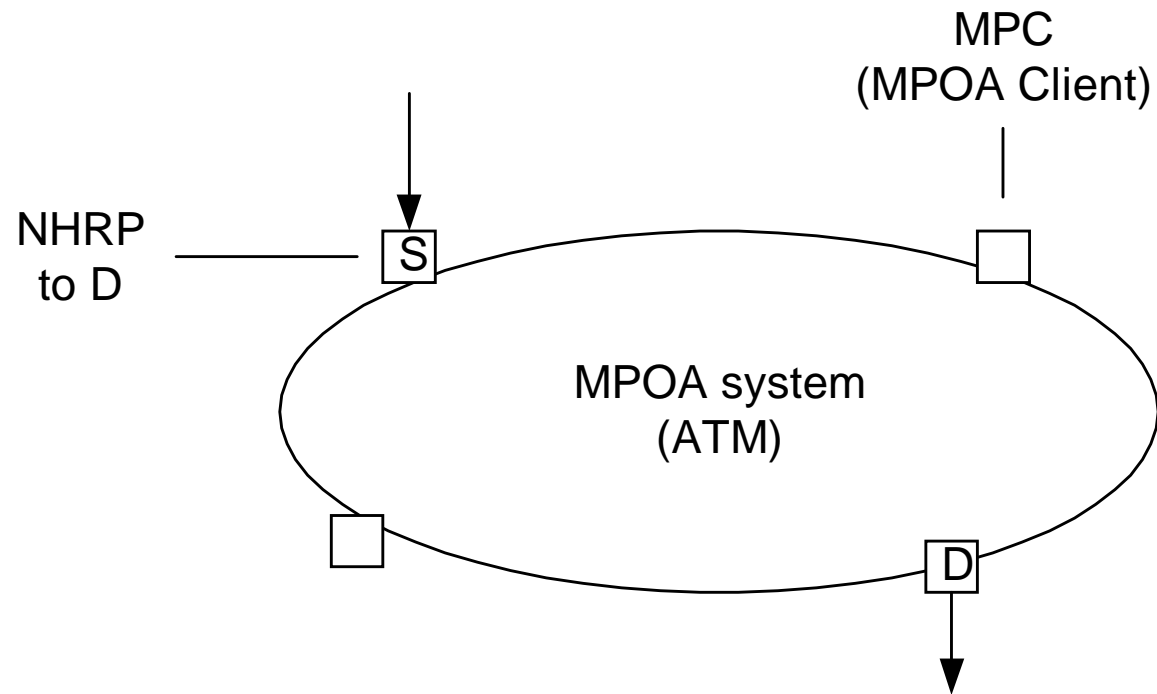 MPC
(MPOA Client)
NHRP
to D
S
MPOA system
(ATM)
D